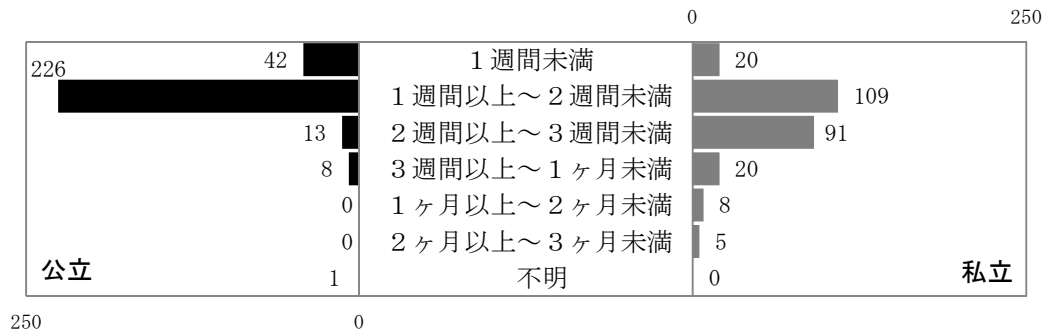 0 250
42 1週間未満 20
226 1週間以上～2週間未満 109
13 2週間以上～3週間未満 91
8 3週間以上～1ヶ月未満 20
0 1ヶ月以上～2ヶ月未満 8
0 2ヶ月以上～3ヶ月未満 5
公立 1 不明 0 私立
250 0